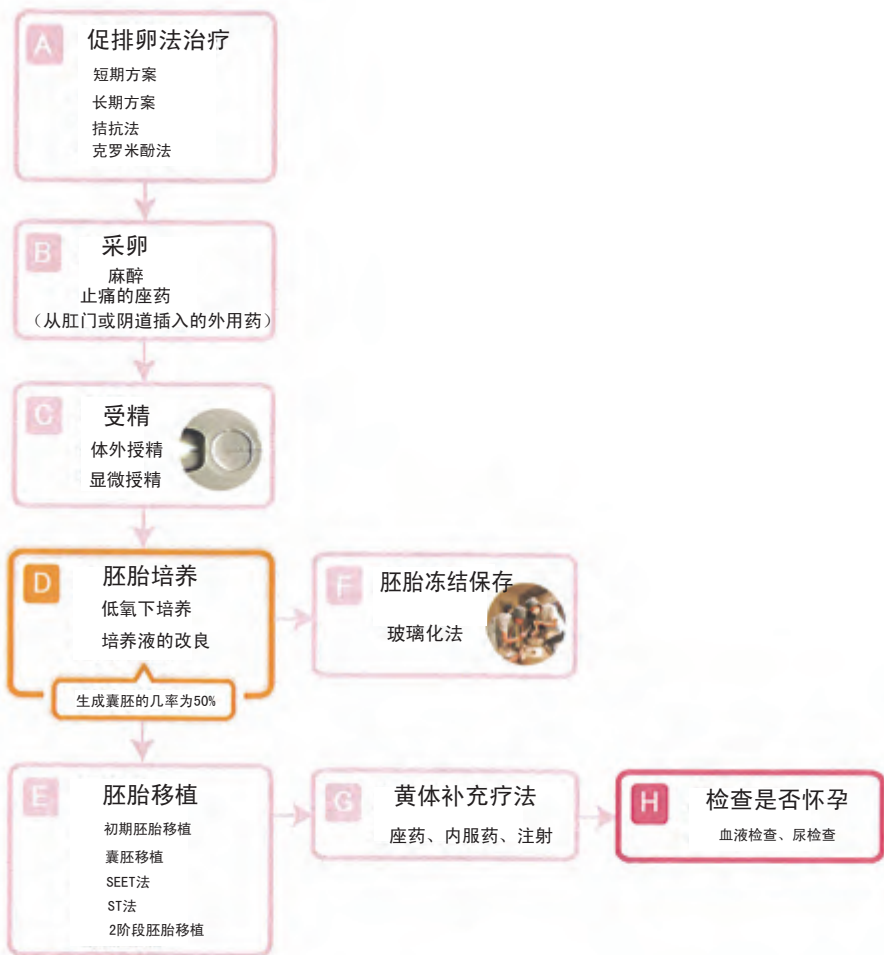 A 促排卵法治疗
短期方案
长期方案
拮抗法
克罗米酚法
B 采卵
麻醉
止痛的座药
（从肛门或阴道插入的外用药）
C 受精
体外授精
显微授精
D 胚胎培养
低氧下培养
培养液的改良
生成囊胚的几率为50%
F 胚胎冻结保存
玻璃化法
E 胚胎移植
初期胚胎移植
囊胚移植
SEET法
ST法
2阶段胚胎移植
G 黄体补充疗法
座药、内服药、注射
H 检查是否怀孕
血液检查、尿检查